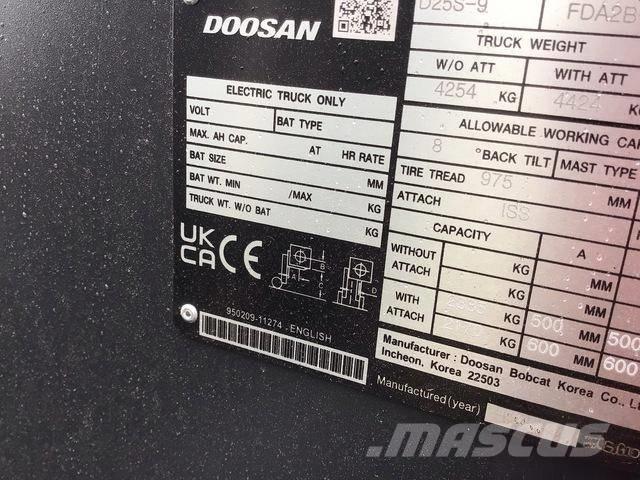 DOOSAN
D25S-9
FDA2B
TRUCK WEIGHT
W/O ATT
WITH ATT
4254 KG
4424 KG
ELECTRIC TRUCK ONLY
VOLT
BAT TYPE
MAX. AH CAP.
AT
HR RATE
BAT SIZE
MM
BAT WT. MIN
/MAX
KG
TRUCK WT. W/O BAT
KG
ALLOWABLE WORKING CA
8 °BACK TILT
MAST TYPE
TIRE TREAD 975 MM
ATTACH ISS
CAPACITY
A
WITHOUT ATTACH
KG
MM
WITH ATTACH
KG 500 MM 500
KG 600 MM 600
UK
CA CE
A
B
C
D
950209-11274 - ENGLISH
Manufacturer : Doosan Bobcat Korea Co., Lt
Incheon, Korea 22503
Manufactured (year)
MASCUS